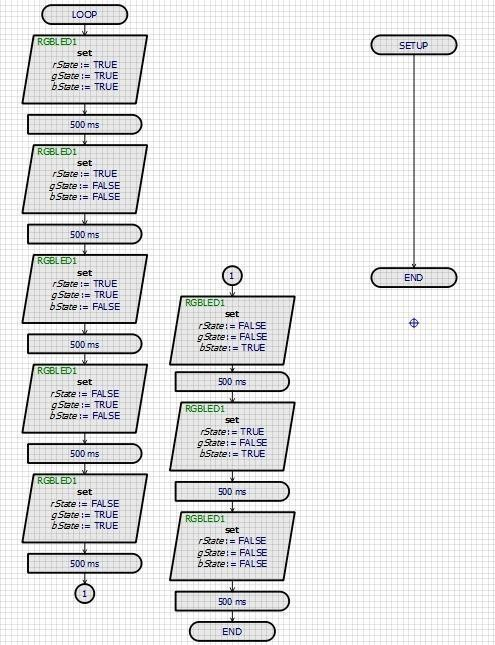 LOOP
RGBLED1
set
rState:= TRUE
gState:= TRUE
bState:= TRUE
500 ms
RGBLED1
set
rState:= TRUE
gState:= FALSE
bState:= FALSE
500 ms
RGBLED1
set
rState:= TRUE
gState:= TRUE
bState:= FALSE
500 ms
RGBLED1
set
rState:= FALSE
gState:= TRUE
bState:= FALSE
500 ms
RGBLED1
set
rState:= FALSE
gState:= TRUE
bState:= TRUE
500 ms
1
1
RGBLED1
set
rState:= FALSE
gState:= FALSE
bState:= TRUE
500 ms
RGBLED1
set
rState:= TRUE
gState:= FALSE
bState:= TRUE
500 ms
RGBLED1
set
rState:= FALSE
gState:= FALSE
bState:= FALSE
500 ms
END
SETUP
END